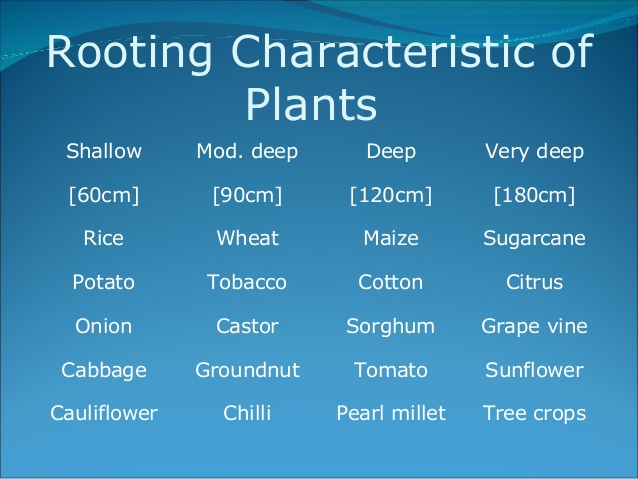 Rooting Characteristic of
Plants
Shallow Mod. deep Deep Very deep
[60cm] [90cm] [120cm] [180cm]
Rice Wheat Maize Sugarcane
Potato Tobacco Cotton Citrus
Onion Castor Sorghum Grape vine
Cabbage Groundnut Tomato Sunflower
Cauliflower Chilli Pearl millet Tree crops